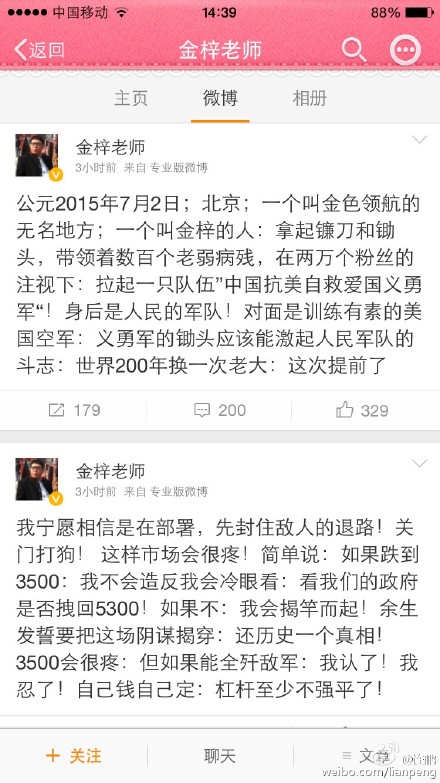 中国移动 14:39 88%
返回 金梓老师
主页 微博 相册
金梓老师
3小时前 来自 专业版微博
公元2015年7月2日；北京；一个叫金色领航的
无名地方；一个叫金梓的人：拿起镰刀和锄
头，带领着数百个老弱病残，在两万个粉丝的
注视下：拉起一只队伍"中国抗美自救爱国义勇
军"！身后是人民的军队！对面是训练有素的美
国空军：义勇军的锄头应该能激起人民军队的
斗志：世界200年换一次老大：这次提前了
179 200 329
金梓老师
3小时前 来自 专业版微博
我宁愿相信是在部署，先封住敌人的退路！关
门打狗！ 这样市场会很疼！简单说：如果跌到
3500：我不会造反我会冷眼看：看我们的政府
是否拽回5300！如果不：我会揭竿而起！余生
发誓要把这场阴谋揭穿：还历史一个真相！
3500会很疼：但如果能全歼敌军：我认了！我
忍了！自己钱自己定：杠杆至少不强平了！
+ 关注 聊天 文章
weibo.com/lianpeng